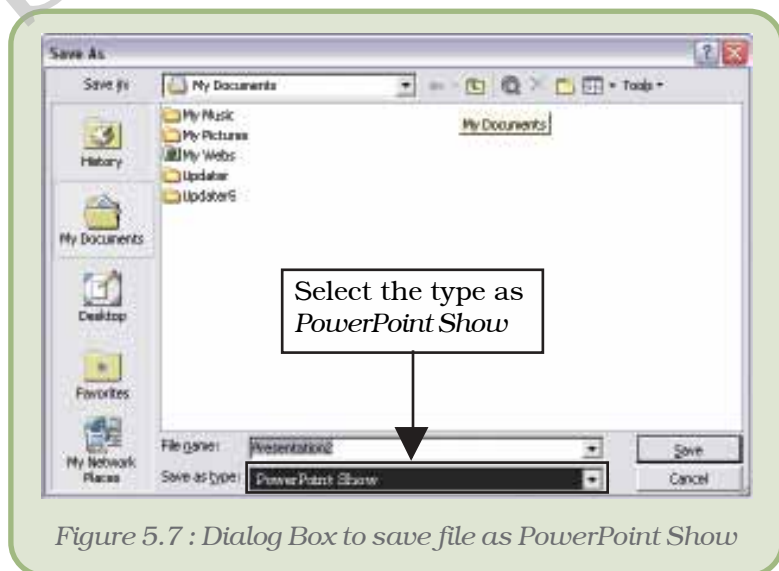 Save As
Save in:
My Documents
Tools
My Music
My Pictures
My Webs
Updater
Updater5
My Documents
History
My Documents
Desktop
Favorites
My Network
Places
Select the type as
PowerPoint Show
File name: Presentation2
Save
Save as type: PowerPoint Show
Cancel
Figure 5.7 : Dialog Box to save file as PowerPoint Show